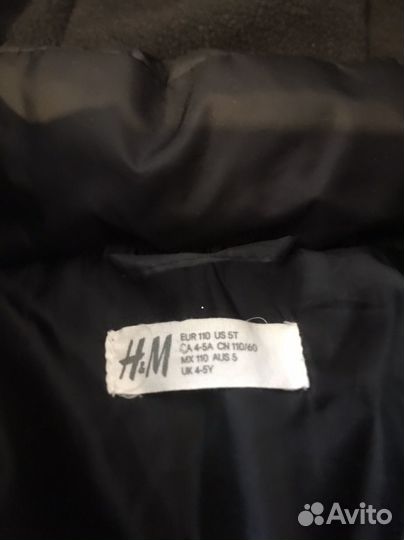 H&M
EUR 110 US 5T
CA 4-5A CN 110/60
MX 110 AUS 5
UK 4-5Y
Avito